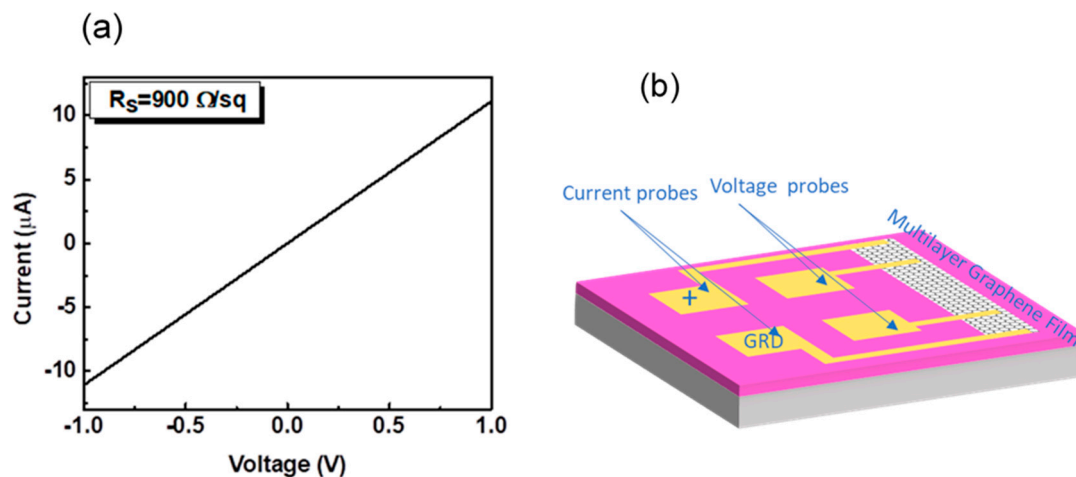 (a)
R_S=900 Ω/sq
10
5
0
-5
-10
Current (μA)
-1.0 -0.5 0.0 0.5 1.0
Voltage (V)
(b)
Current probes
Voltage probes
Multilayer Graphene Film
+
GRD